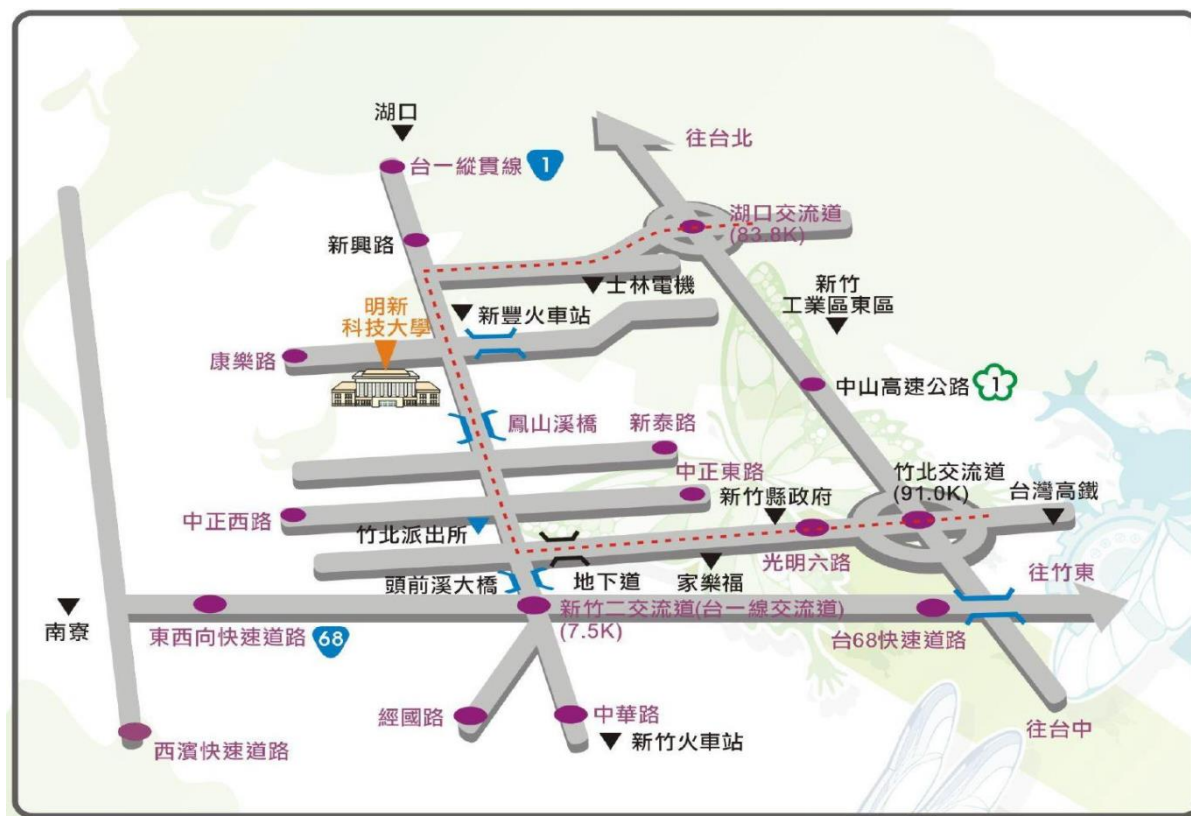 湖口
台一縱貫線 1
往台北
湖口交流道
(83.8K)
新興路
士林電機
新竹
工業區東區
明新
科技大學
新豐火車站
康樂路
中山高速公路 1
鳳山溪橋
新泰路
中正東路
新竹縣政府
竹北交流道
(91.0K)
台灣高鐵
中正西路
竹北派出所
光明六路
頭前溪大橋
地下道
家樂福
往竹東
南寮
東西向快速道路 68
新竹二交流道(台一線交流道)
(7.5K)
台68快速道路
經國路
中華路
往台中
西濱快速道路
新竹火車站